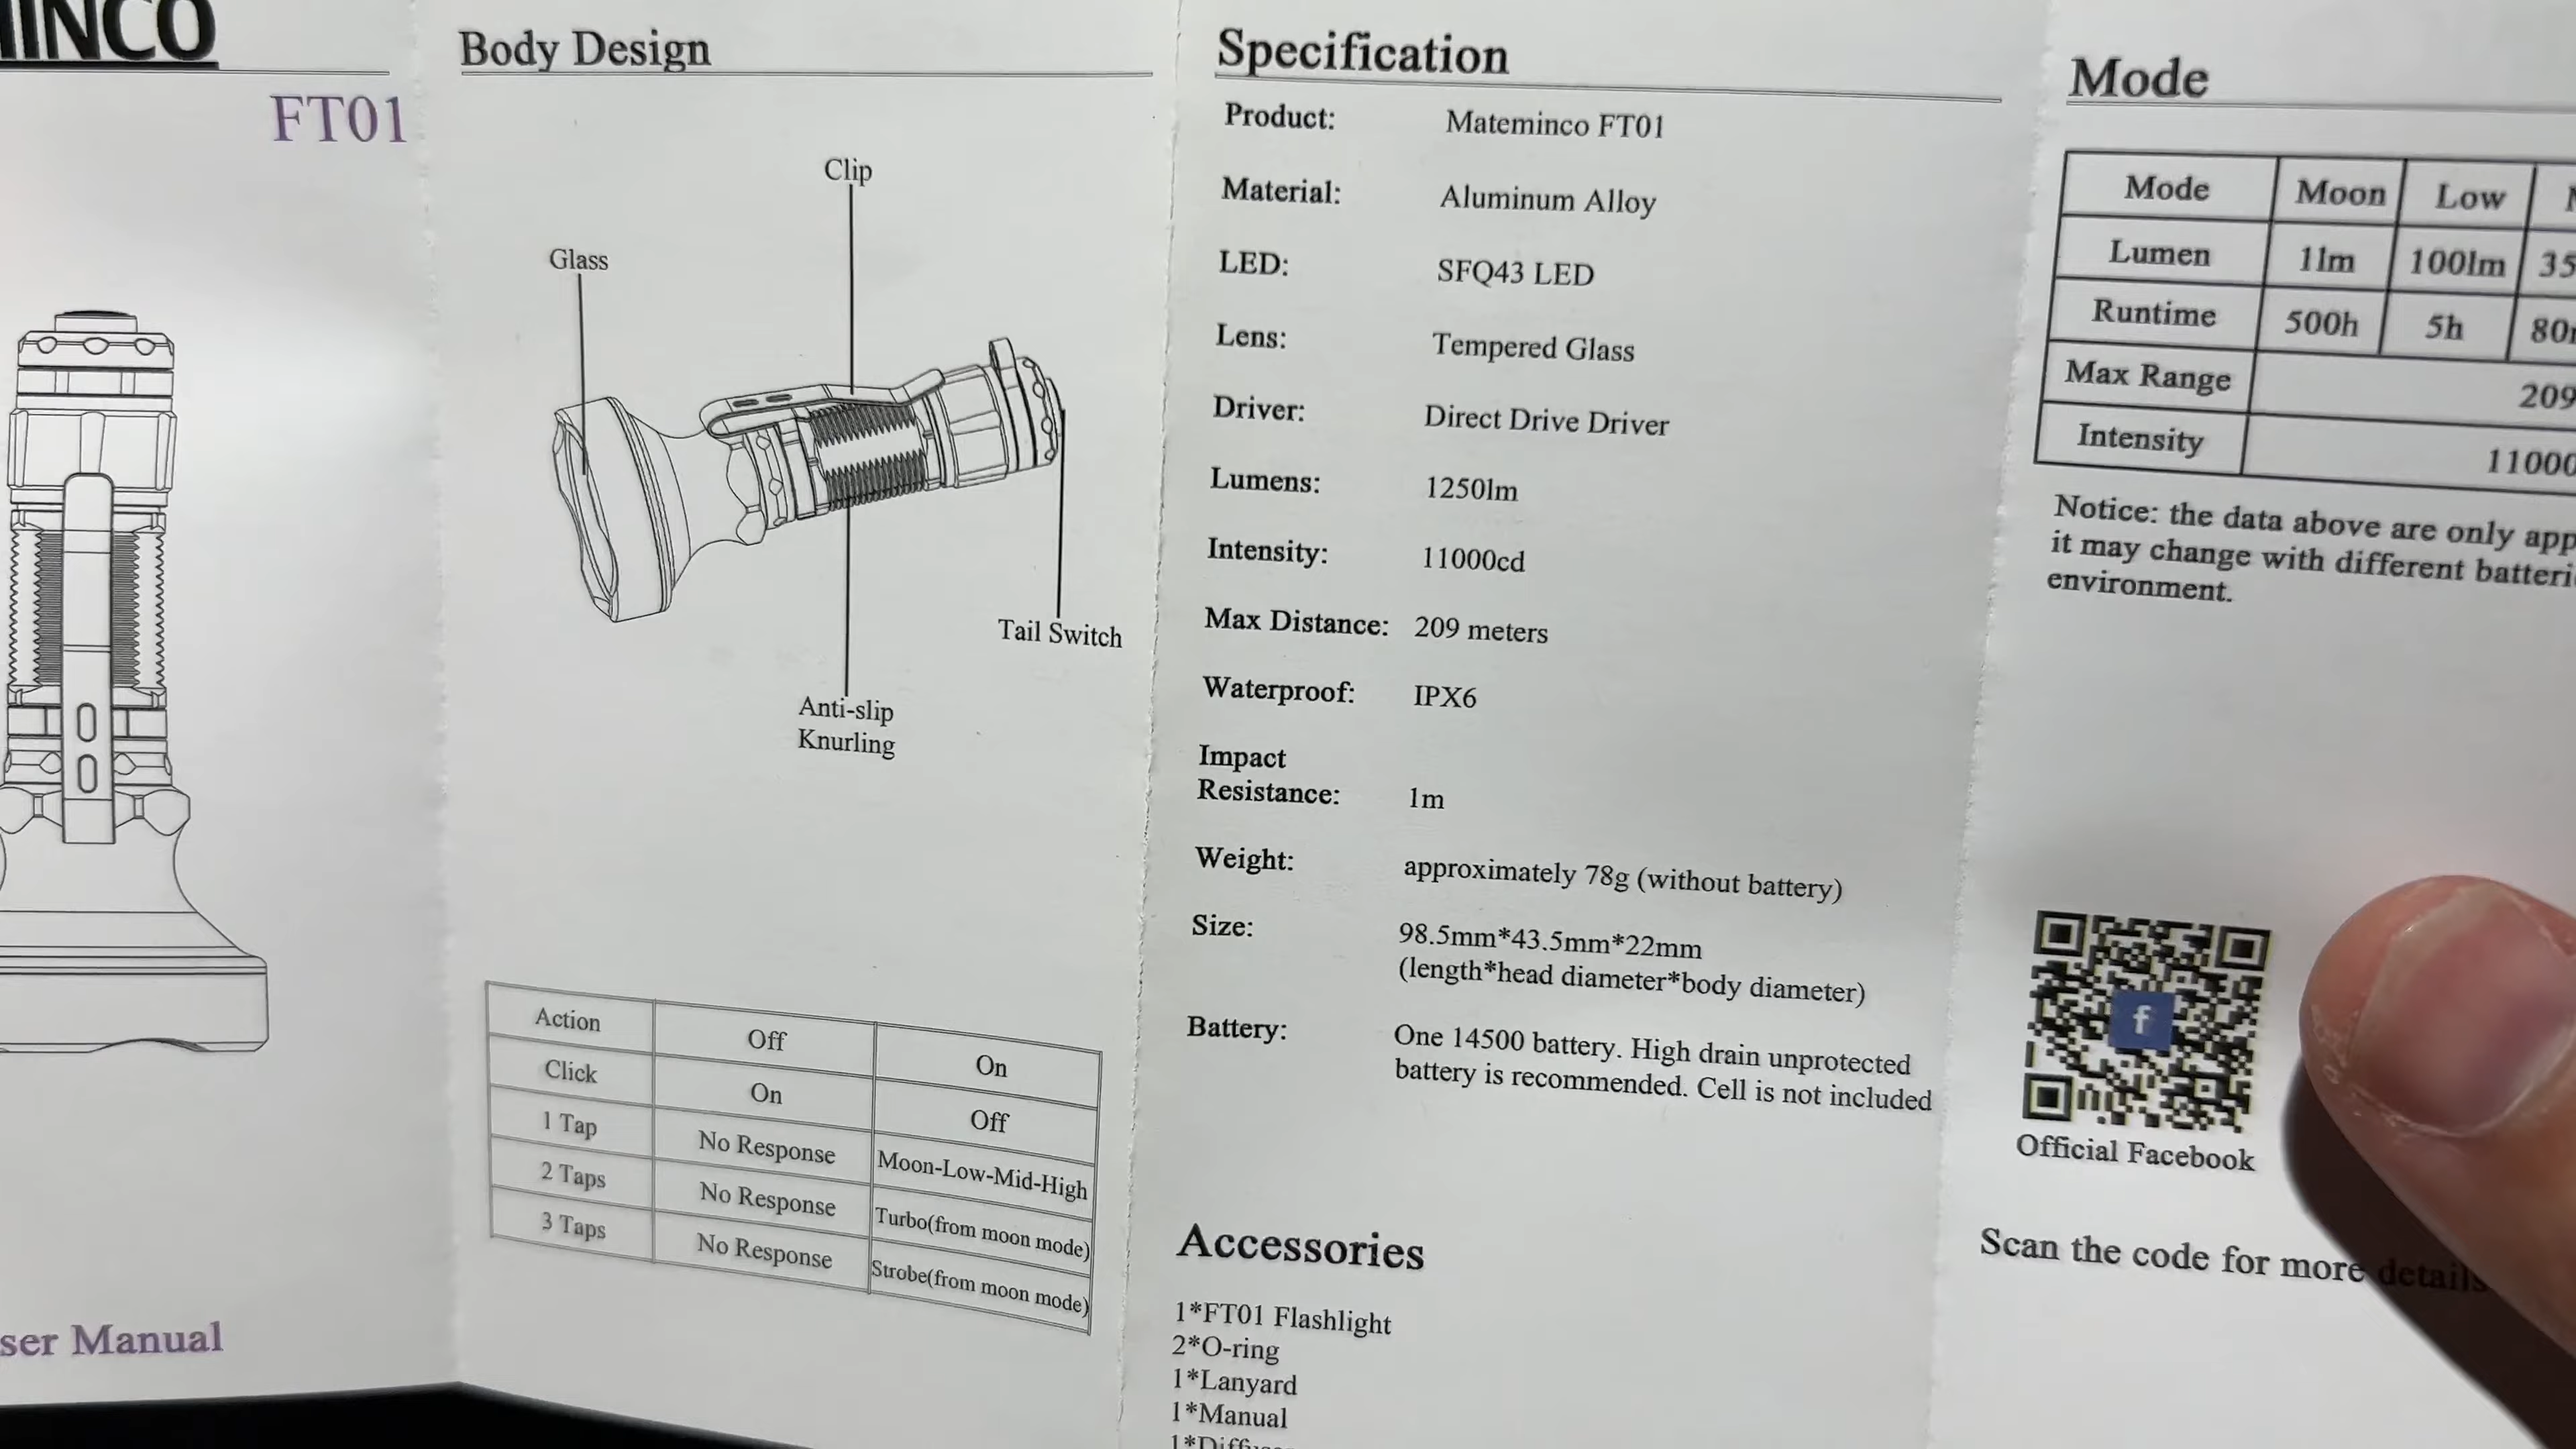 MINCO
FT01
ser Manual
Body Design
Clip
Glass
Tail Switch
Anti-slip
Knurling
Action Off On
Click On Off
1 Tap No Response Moon-Low-Mid-High
2 Taps No Response Turbo(from moon mode)
3 Taps No Response Strobe(from moon mode)
Specification
Product: Mateminco FT01
Material: Aluminum Alloy
LED: SFQ43 LED
Lens: Tempered Glass
Driver: Direct Drive Driver
Lumens: 1250lm
Intensity: 11000cd
Max Distance: 209 meters
Waterproof: IPX6
Impact
Resistance: 1m
Weight: approximately 78g (without battery)
Size: 98.5mm*43.5mm*22mm
(length*head diameter*body diameter)
Battery: One 14500 battery. High drain unprotected
battery is recommended. Cell is not included
Accessories
1*FT01 Flashlight
2*O-ring
1*Lanyard
1*Manual
Mode
Mode Moon Low
Lumen 1lm 100lm 35
Runtime 500h 5h 80
Max Range 209
Intensity 11000
Notice: the data above are only app
it may change with different batteri
environment.
f
Official Facebook
Scan the code for more details